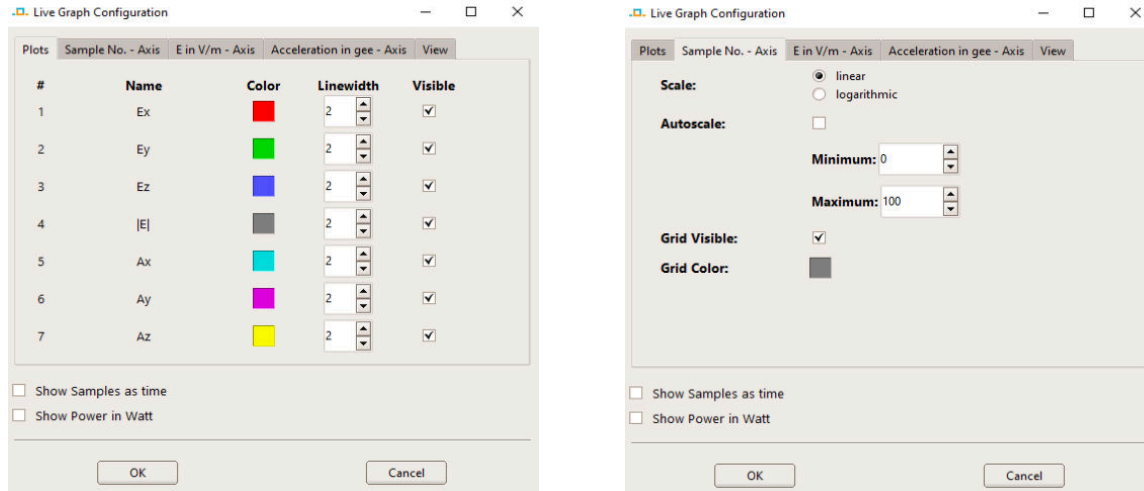 Live Graph Configuration
Plots Sample No. - Axis E in V/m - Axis Acceleration in gee - Axis View
# Name Color Linewidth Visible
1 Ex 2
2 Ey 2
3 Ez 2
4 |E| 2
5 Ax 2
6 Ay 2
7 Az 2
Show Samples as time
Show Power in Watt
OK Cancel
Live Graph Configuration
Plots Sample No. - Axis E in V/m - Axis Acceleration in gee - Axis View
Scale: linear
logarithmic
Autoscale:
Minimum: 0
Maximum: 100
Grid Visible:
Grid Color:
Show Samples as time
Show Power in Watt
OK Cancel